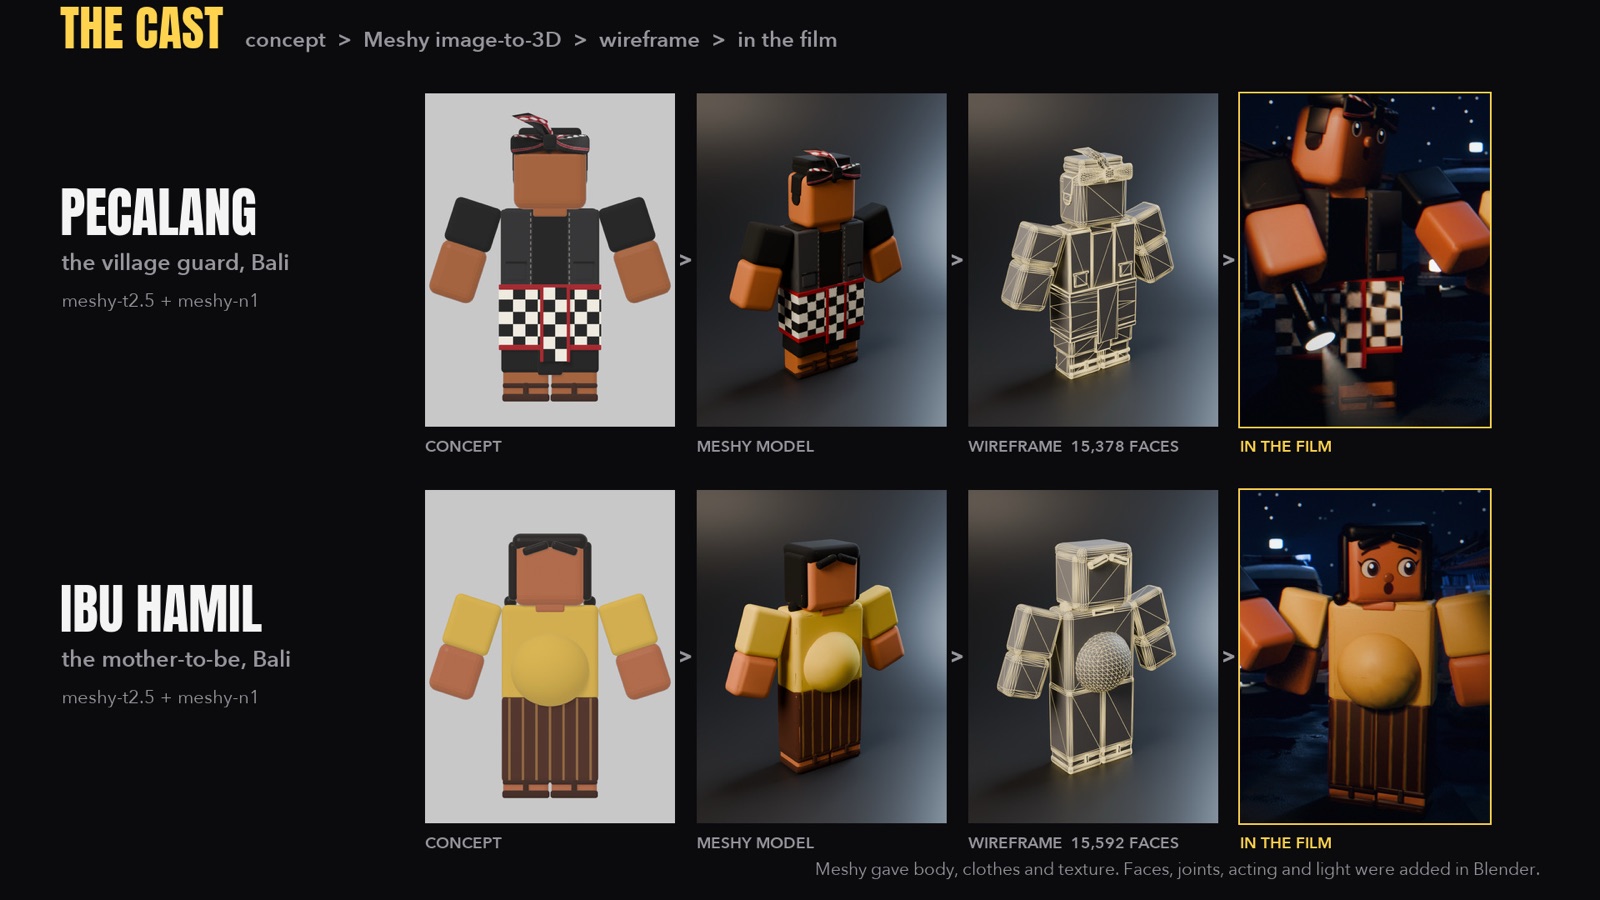 THE CAST concept > Meshy image-to-3D > wireframe > in the film
PECALANG
the village guard, Bali
meshy-t2.5 + meshy-n1
> > >
CONCEPT MESHY MODEL WIREFRAME 15,378 FACES IN THE FILM
IBU HAMIL
the mother-to-be, Bali
meshy-t2.5 + meshy-n1
> > >
CONCEPT MESHY MODEL WIREFRAME 15,592 FACES IN THE FILM
Meshy gave body, clothes and texture. Faces, joints, acting and light were added in Blender.